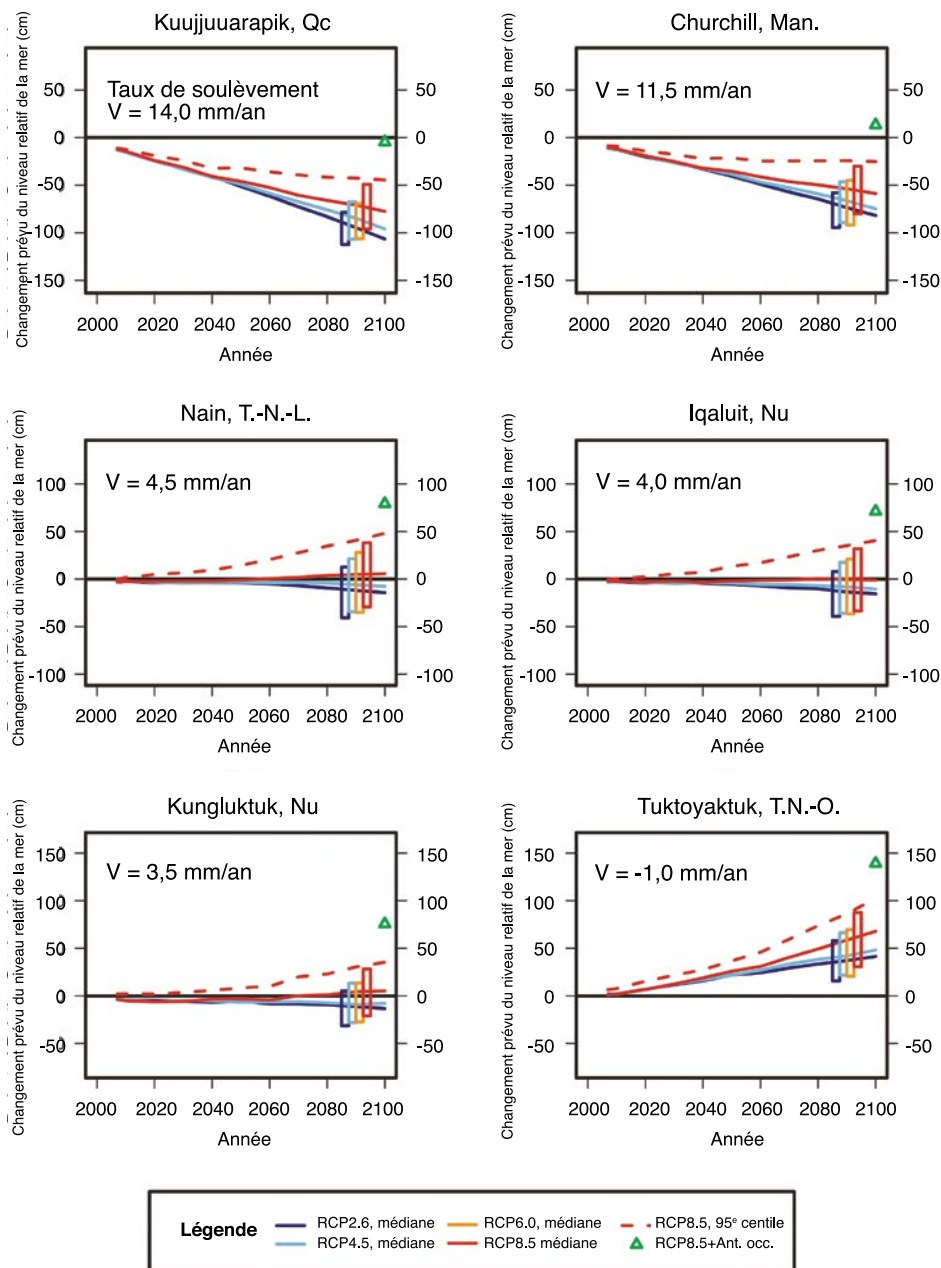 Kuujjuuarapik, Qc
Changement prévu du niveau relatif de la mer (cm)
Taux de soulèvement
V = 14,0 mm/an
50
0
-50
-100
-150
50
0
-50
-100
-150
2000 2020 2040 2060 2080 2100
Année
Churchill, Man.
Changement prévu du niveau relatif de la mer (cm)
V = 11,5 mm/an
50
0
-50
-100
-150
50
0
-50
-100
-150
2000 2020 2040 2060 2080 2100
Année
Nain, T.-N.-L.
Changement prévu du niveau relatif de la mer (cm)
V = 4,5 mm/an
100
50
0
-50
-100
100
50
0
-50
-100
2000 2020 2040 2060 2080 2100
Année
Iqaluit, Nu
Changement prévu du niveau relatif de la mer (cm)
V = 4,0 mm/an
100
50
0
-50
-100
100
50
0
-50
-100
2000 2020 2040 2060 2080 2100
Année
Kungluktuk, Nu
Changement prévu du niveau relatif de la mer (cm)
V = 3,5 mm/an
150
100
50
0
-50
150
100
50
0
-50
2000 2020 2040 2060 2080 2100
Année
Tuktoyaktuk, T.N.-O.
Changement prévu du niveau relatif de la mer (cm)
V = -1,0 mm/an
150
100
50
0
-50
150
100
50
0
-50
2000 2020 2040 2060 2080 2100
Année
Légende
RCP2.6, médiane
RCP6.0, médiane
RCP8.5, 95e centile
RCP4.5, médiane
RCP8.5 médiane
RCP8.5+Ant. occ.